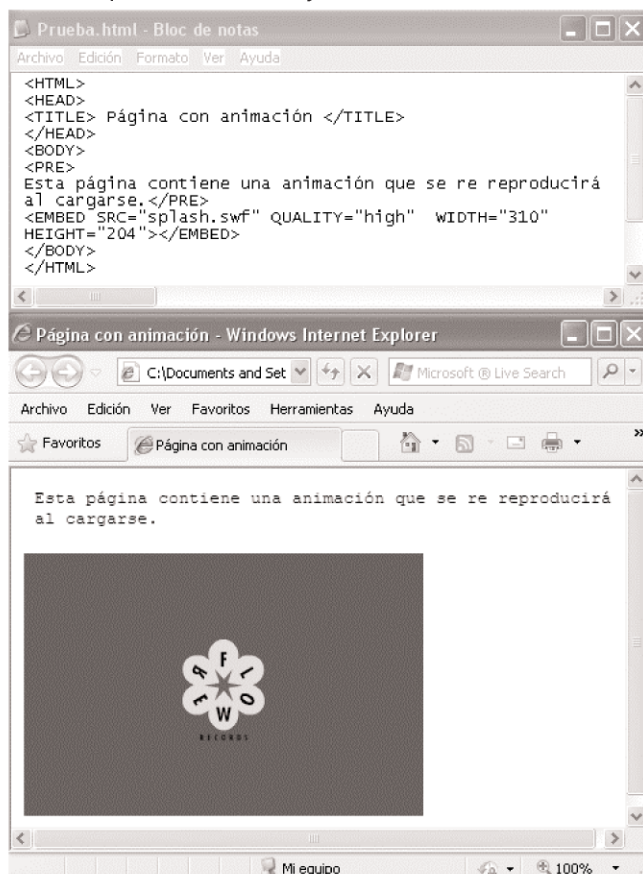 Prueba.html - Bloc de notas
Archivo Edición Formato Ver Ayuda
<HTML>
<HEAD>
<TITLE> Página con animación </TITLE>
</HEAD>
<BODY>
<PRE>
Esta página contiene una animación que se re reproducirá
al cargarse.</PRE>
<EMBED SRC="splash.swf" QUALITY="high" WIDTH="310"
HEIGHT="204"></EMBED>
</BODY>
</HTML>
Página con animación - Windows Internet Explorer
C:\Documents and Set
Microsoft ® Live Search
Archivo Edición Ver Favoritos Herramientas Ayuda
Favoritos
Página con animación
Esta página contiene una animación que se re reproducirá
al cargarse.
FLOWER
RECORDS
Mi equipo
100%